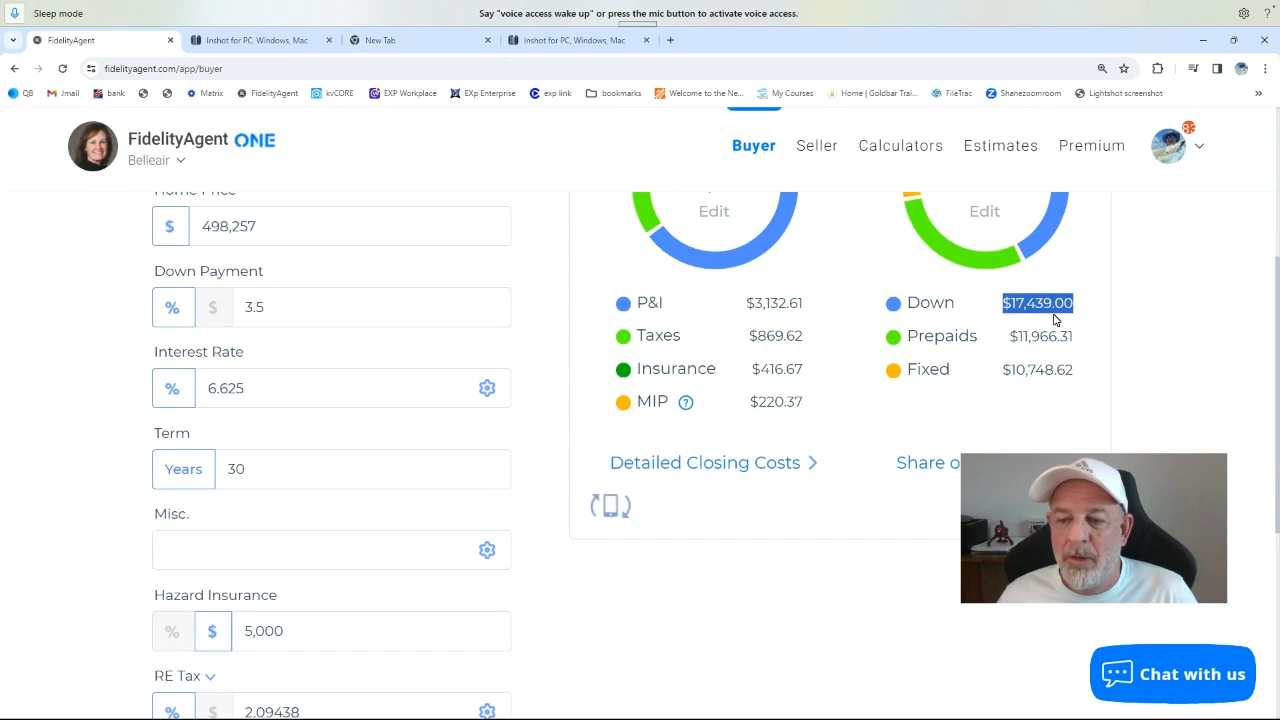 Sleep mode
Say "voice access wake up" or press the mic button to activate voice access.
FidelityAgent
Inshot for PC, Windows, Mac
New Tab
Inshot for PC, Windows, Mac
fidelityagent.com/app/buyer
QB
Jmail
bank
Matrix
FidelityAgent
kvCORE
EXP Workplace
Exp Enterprise
exp link
bookmarks
Welcome to the Ne...
My Courses
Home | Goldbar Trai...
FileTrac
Shanezoomroom
Lightshot screenshot
FidelityAgent ONE
Belleair
Buyer
Seller
Calculators
Estimates
Premium
Home Price
$ 498,257
Down Payment
% $ 3.5
Interest Rate
% 6.625
Term
Years 30
Misc.
Hazard Insurance
% $ 5,000
RE Tax
% $ 2.09438
Edit
P&I $3,132.61
Taxes $869.62
Insurance $416.67
MIP ? $220.37
Edit
Down $17,439.00
Prepaids $11,966.31
Fixed $10,748.62
Detailed Closing Costs
Share o
Chat with us